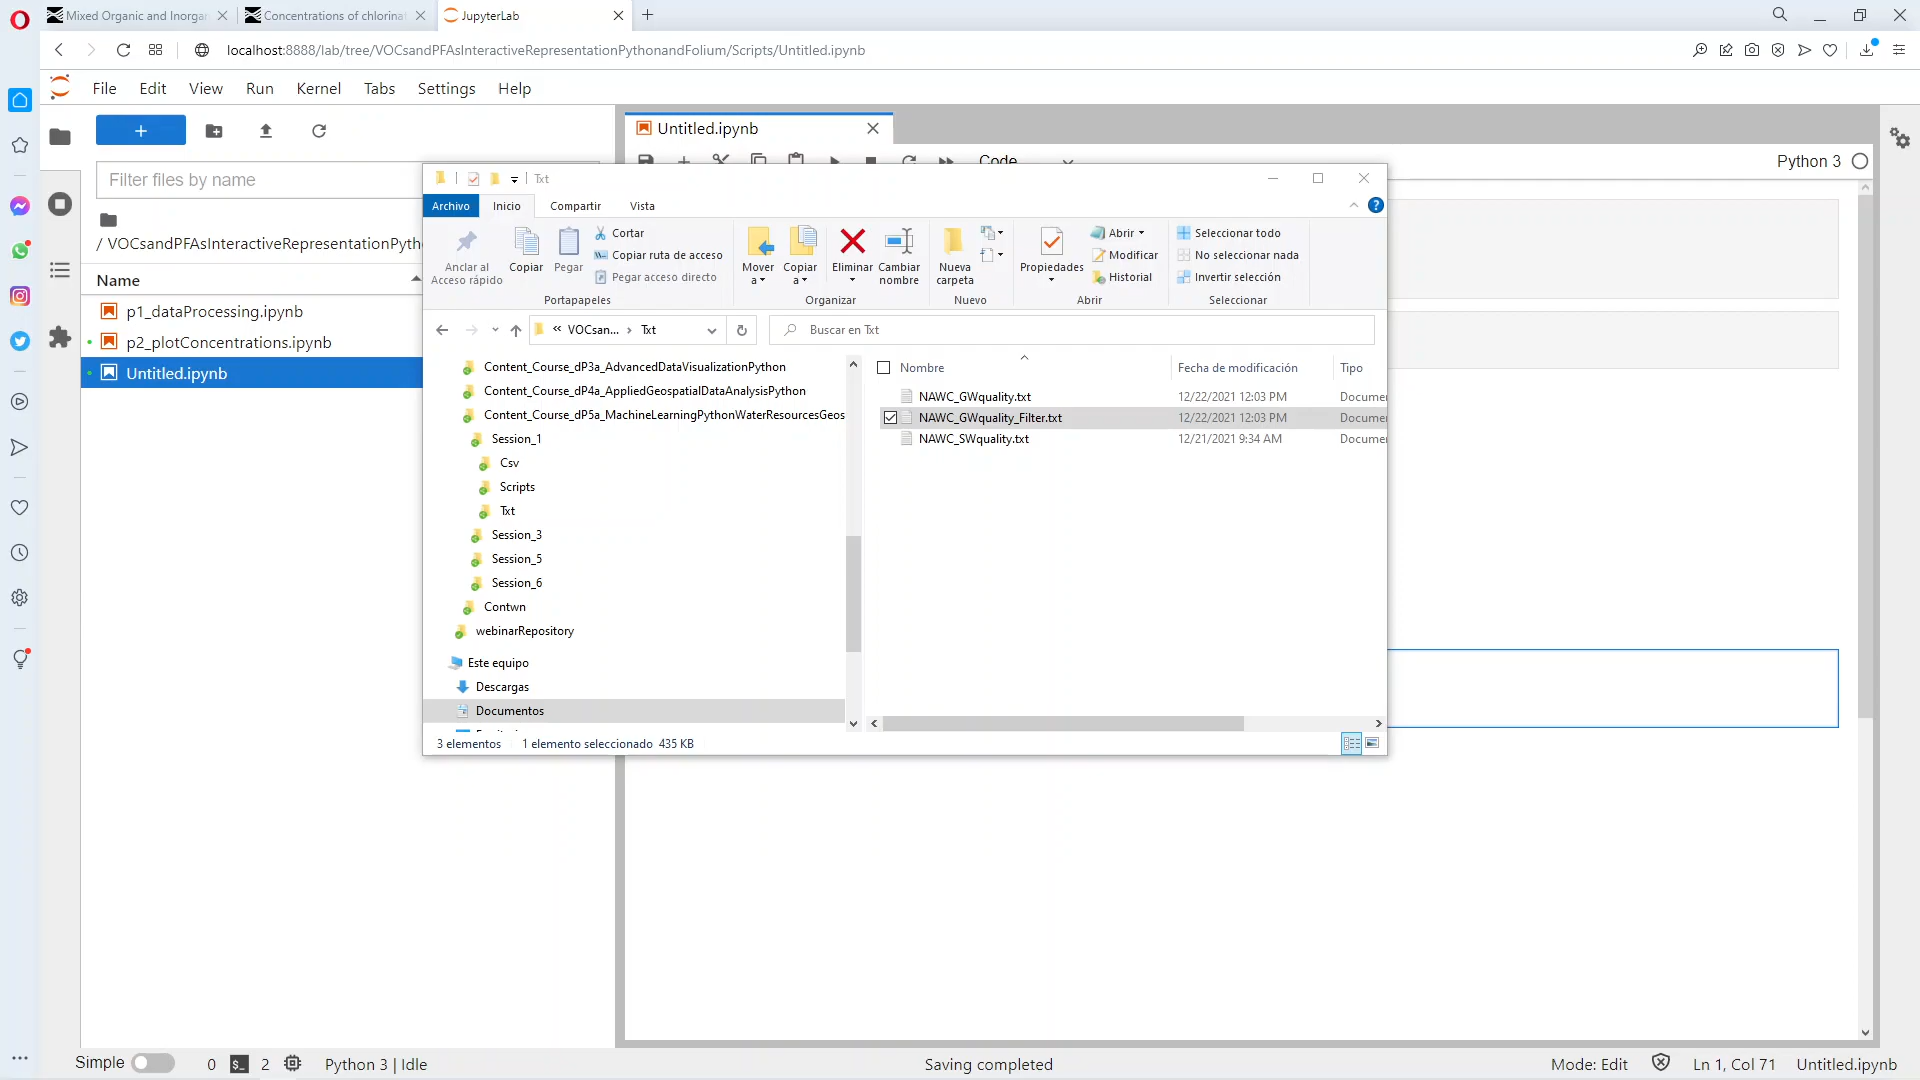 Mixed Organic and Inorgar
Concentrations of chlorinat
JupyterLab
localhost:8888/lab/tree/VOCsandPFAsInteractiveRepresentationPythonandFolium/Scripts/Untitled.ipynb
File Edit View Run Kernel Tabs Settings Help
Untitled.ipynb
Code
Python 3
Filter files by name
/ VOCsandPFAsInteractiveRepresentationPyth
Name
p1_dataProcessing.ipynb
p2_plotConcentrations.ipynb
Untitled.ipynb
Txt
Archivo Inicio Compartir Vista
Anclar al
Acceso rápido
Copiar
Pegar
Cortar
Copiar ruta de acceso
Pegar acceso directo
Portapapeles
Mover
a
Copiar
a
Eliminar
Cambiar
nombre
Organizar
Nueva
carpeta
Nuevo
Propiedades
Abrir
Modificar
Historial
Abrir
Seleccionar todo
No seleccionar nada
Invertir selección
Seleccionar
« VOCsan... › Txt
Buscar en Txt
Content_Course_dP3a_AdvancedDataVisualizationPython
Content_Course_dP4a_AppliedGeospatialDataAnalysisPython
Content_Course_dP5a_MachineLearningPythonWaterResourcesGeos
Session_1
Csv
Scripts
Txt
Session_3
Session_5
Session_6
Contwn
webinarRepository
Este equipo
Descargas
Documentos
Nombre Fecha de modificación Tipo
NAWC_GWquality.txt 12/22/2021 12:03 PM Docume
NAWC_GWquality_Filter.txt 12/22/2021 12:03 PM Docume
NAWC_SWquality.txt 12/21/2021 9:34 AM Docume
3 elementos 1 elemento seleccionado 435 KB
Simple 0 $_ 2 Python 3 | Idle Saving completed Mode: Edit Ln 1, Col 71 Untitled.ipynb